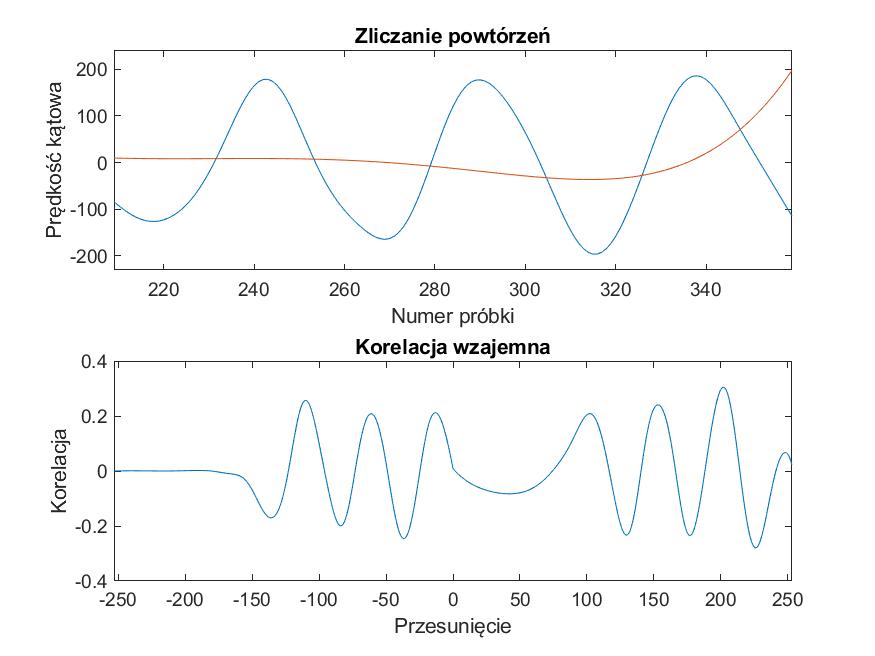 Zliczanie powtórzeń
200
100
0
-100
-200
Prędkość kątowa
220 240 260 280 300 320 340
Numer próbki
Korelacja wzajemna
0.4
0.2
0
-0.2
-0.4
Korelacja
-250 -200 -150 -100 -50 0 50 100 150 200 250
Przesunięcie